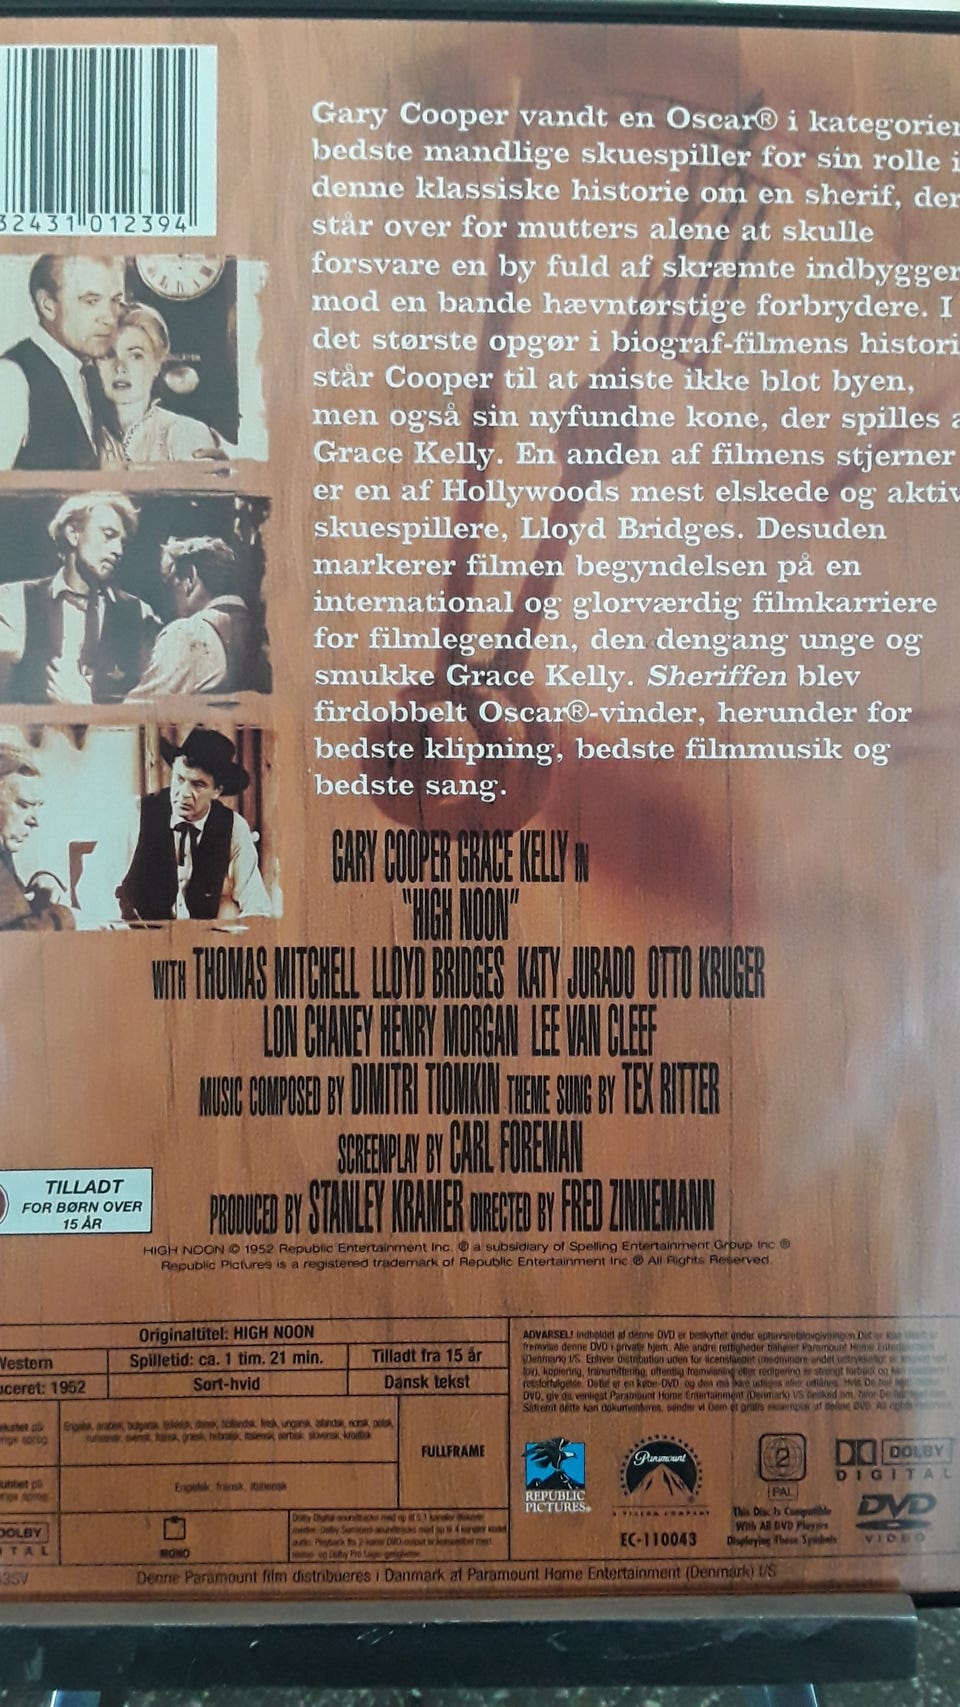 Gary Cooper vandt en Oscar® i kategorien
bedste mandlige skuespiller for sin rolle i
denne klassiske historie om en sherif, der
står over for mutters alene at skulle
forsvare en by fuld af skræmte indbygger
mod en bande hævntørstige forbrydere. I
det største opgør i biograf-filmens histori
står Cooper til at miste ikke blot byen,
men også sin nyfundne kone, der spilles a
Grace Kelly. En anden af filmens stjerner
er en af Hollywoods mest elskede og aktiv
skuespillere, Lloyd Bridges. Desuden
markerer filmen begyndelsen på en
international og glorværdig filmkarriere
for filmlegenden, den dengang unge og
smukke Grace Kelly. Sheriffen blev
firdobbelt Oscar®-vinder, herunder for
bedste klipning, bedste filmmusik og
bedste sang.
32431 012394
GARY COOPER GRACE KELLY IN
"HIGH NOON"
WITH THOMAS MITCHELL LLOYD BRIDGES KATY JURADO OTTO KRUGER
LON CHANEY HENRY MORGAN LEE VAN CLEEF
MUSIC COMPOSED BY DIMITRI TIOMKIN THEME SUNG BY TEX RITTER
SCREENPLAY BY CARL FOREMAN
PRODUCED BY STANLEY KRAMER DIRECTED BY FRED ZINNEMANN
TILLADT
FOR BØRN OVER
15 ÅR
HIGH NOON © 1952 Republic Entertainment Inc. ® a subsidiary of Spelling Entertainment Group Inc ®
Republic Pictures is a registered trademark of Republic Entertainment Inc ® All Rights Reserved.
Originaltitel: HIGH NOON
Western
Spilletid: ca. 1 tim. 21 min.
Tilladt fra 15 år
uceret: 1952
Sort-hvid
Dansk tekst
FULLFRAME
Engelsk, fransk, italiensk
DOLBY
TAL
MONO
REPUBLIC
PICTURES®
Paramount
EC-110043
2
PAL
This Disc Is Compatible
With All DVD Players
Displaying These Symbols
DOLBY
DIGITAL
DVD
VIDEO
3SV
Denne Paramount film distribueres i Danmark af Paramount Home Entertainment (Denmark) I/S